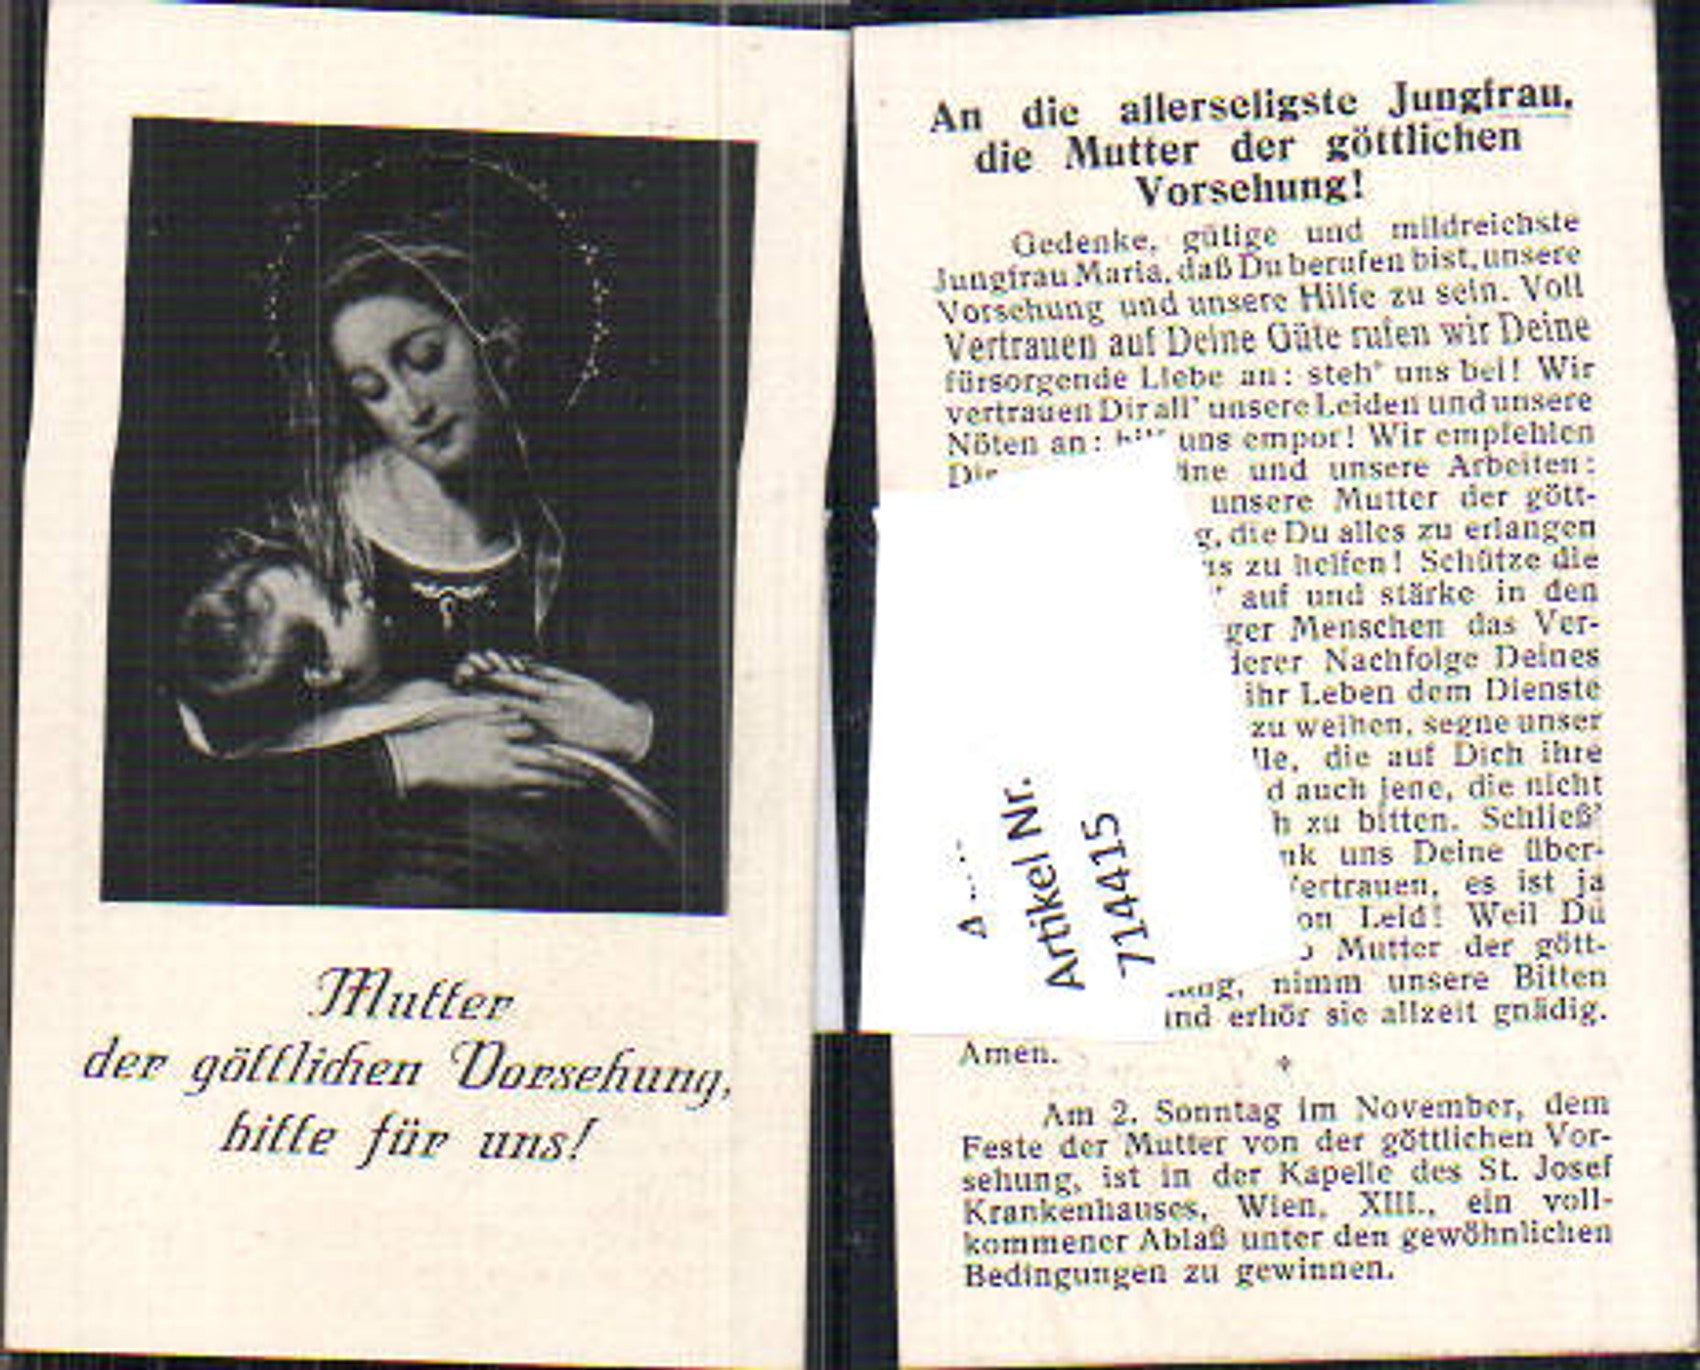 Mutter
der göttlichen Vorsehung,
bitte für uns!
An die allerseligste Jungfrau,
die Mutter der göttlichen
Vorsehung!
Gedenke, gütige und mildreichste
Jungfrau Maria, daß Du berufen bist, unsere
Vorsehung und unsere Hilfe zu sein. Voll
Vertrauen auf Deine Güte rufen wir Deine
fürsorgende Liebe an: steh' uns bei! Wir
vertrauen Dir all' unsere Leiden und unsere
Nöten an: hilf uns empor! Wir empfehlen
Dir und unsere Arbeiten:
unsere Mutter der gött-
die Du alles zu erlangen
zu helfen! Schütze die
auf und stärke in den
Menschen das Ver-
Nachfolge Deines
ihr Leben dem Dienste
zu weihen, segne unser
die auf Dich ihre
auch jene, die nicht
zu bitten. Schließ'
uns Deine über-
es ist ja
Leid! Weil Du
Mutter der gött-
nimm unsere Bitten
erhör sie allzeit gnädig.
Amen.
Am 2. Sonntag im November, dem
Feste der Mutter von der göttlichen Vor-
sehung, ist in der Kapelle des St. Josef
Krankenhauses, Wien, XIII., ein voll-
kommener Ablaß unter den gewöhnlichen
Bedingungen zu gewinnen.
Artikel Nr.
714415